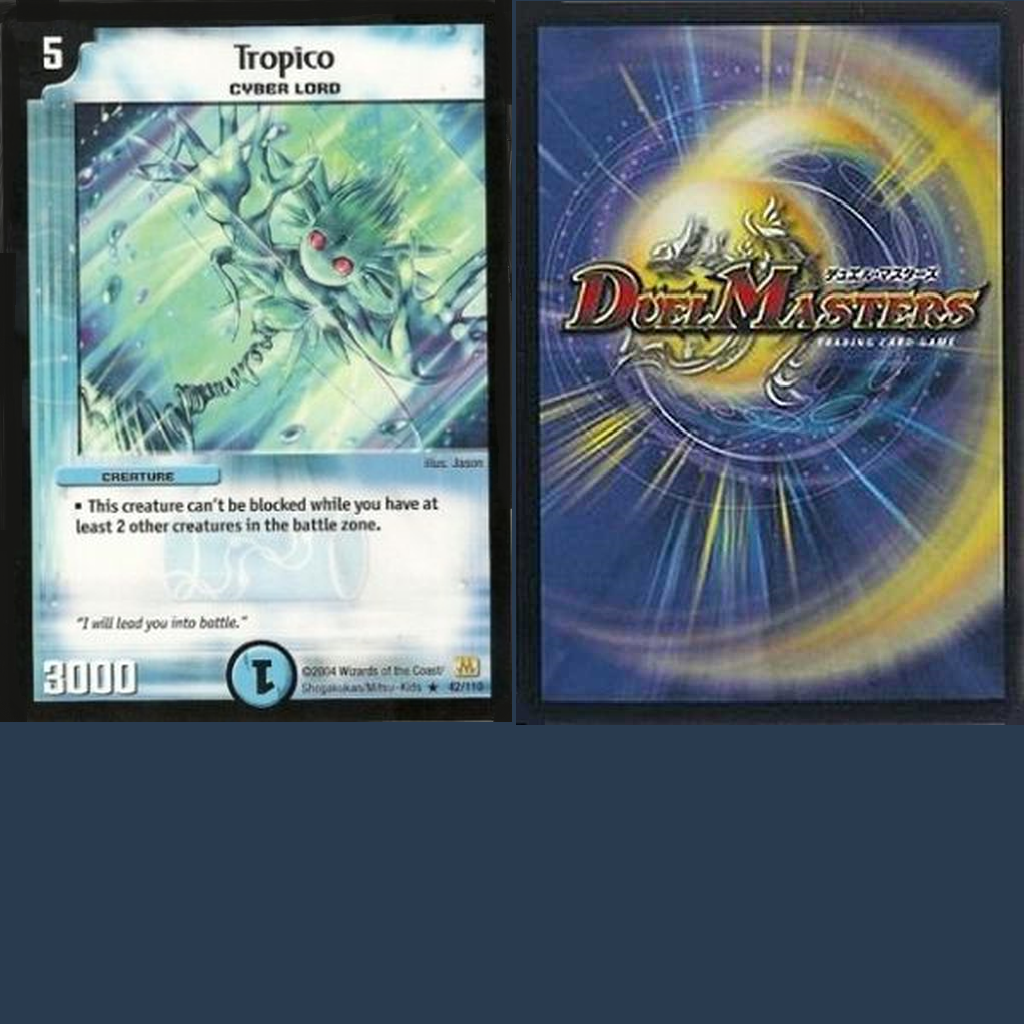 5
Tropico
CYBER LORD
illus. Jason
CREATURE
▪ This creature can't be blocked while you have at
least 2 other creatures in the battle zone.
"I will lead you into battle."
3000
1
©2004 Wizards of the Coast/
Shogakukan/Mitsui-Kids ★ 42/110
M
デュエル・マスターズ
DUEL MASTERS
TRADING CARD GAME